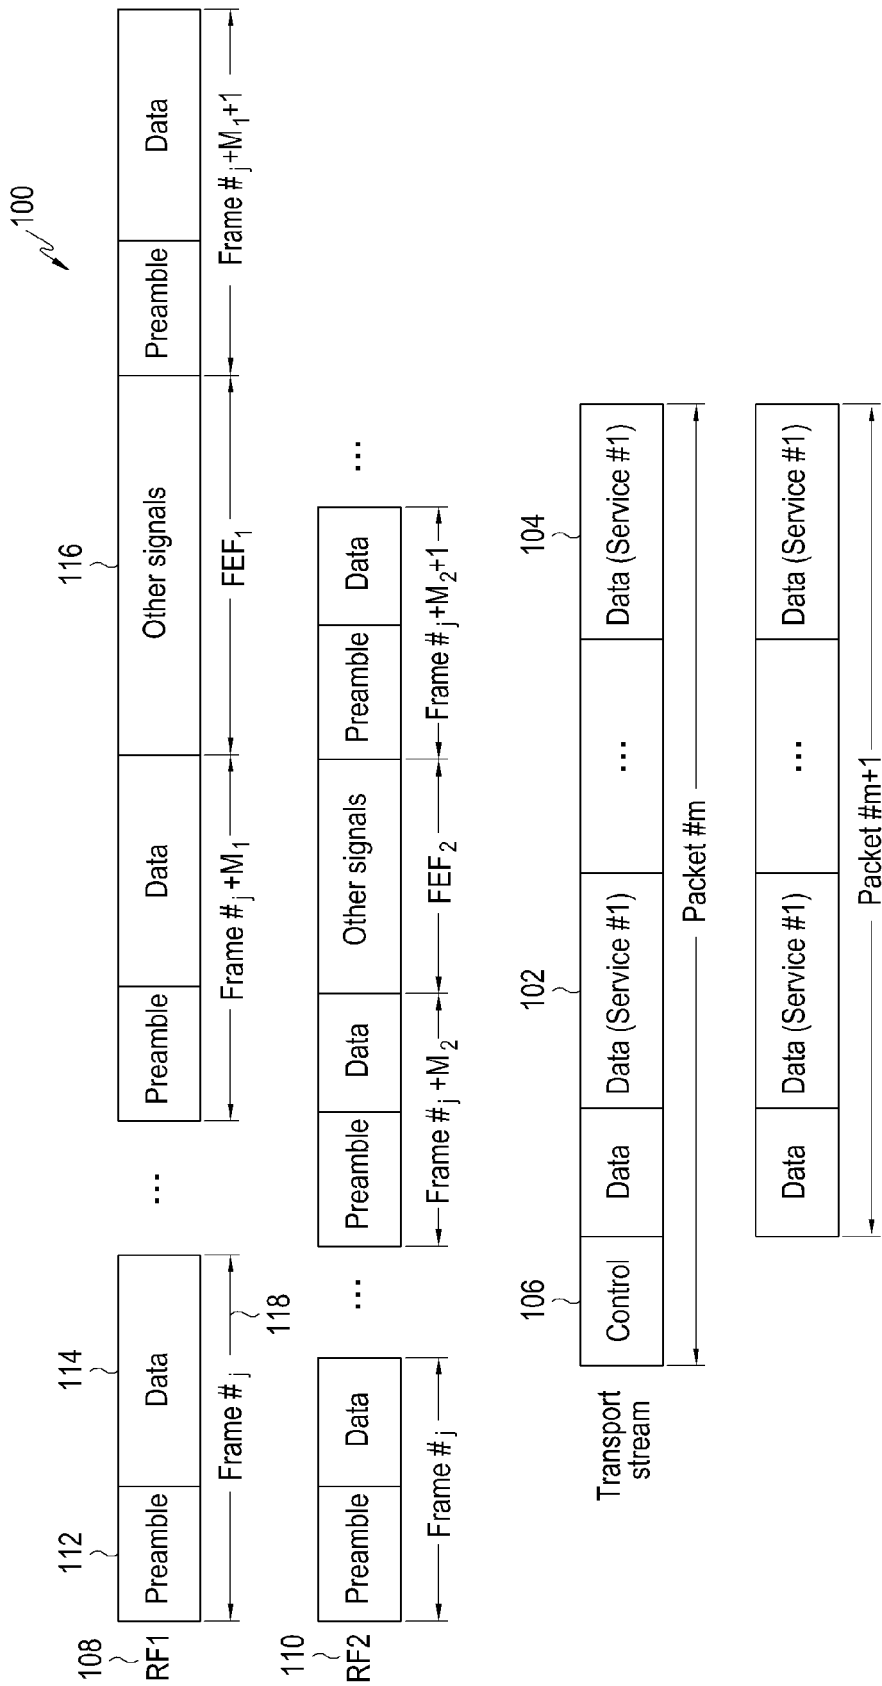 100
108
RF1
112
114
116
Preamble
Data
...
Preamble
Data
Other signals
Preamble
Data
Frame #j
118
Frame #j+M1
FEF1
Frame #j+M1+1
110
RF2
Preamble
Data
...
Preamble
Data
Other signals
Preamble
Data
...
Frame #j
Frame #j+M2
FEF2
Frame #j+M2+1
Transport
stream
106
102
104
Control
Data
Data (Service #1)
...
Data (Service #1)
Packet #m
Data
Data (Service #1)
...
Data (Service #1)
Packet #m+1